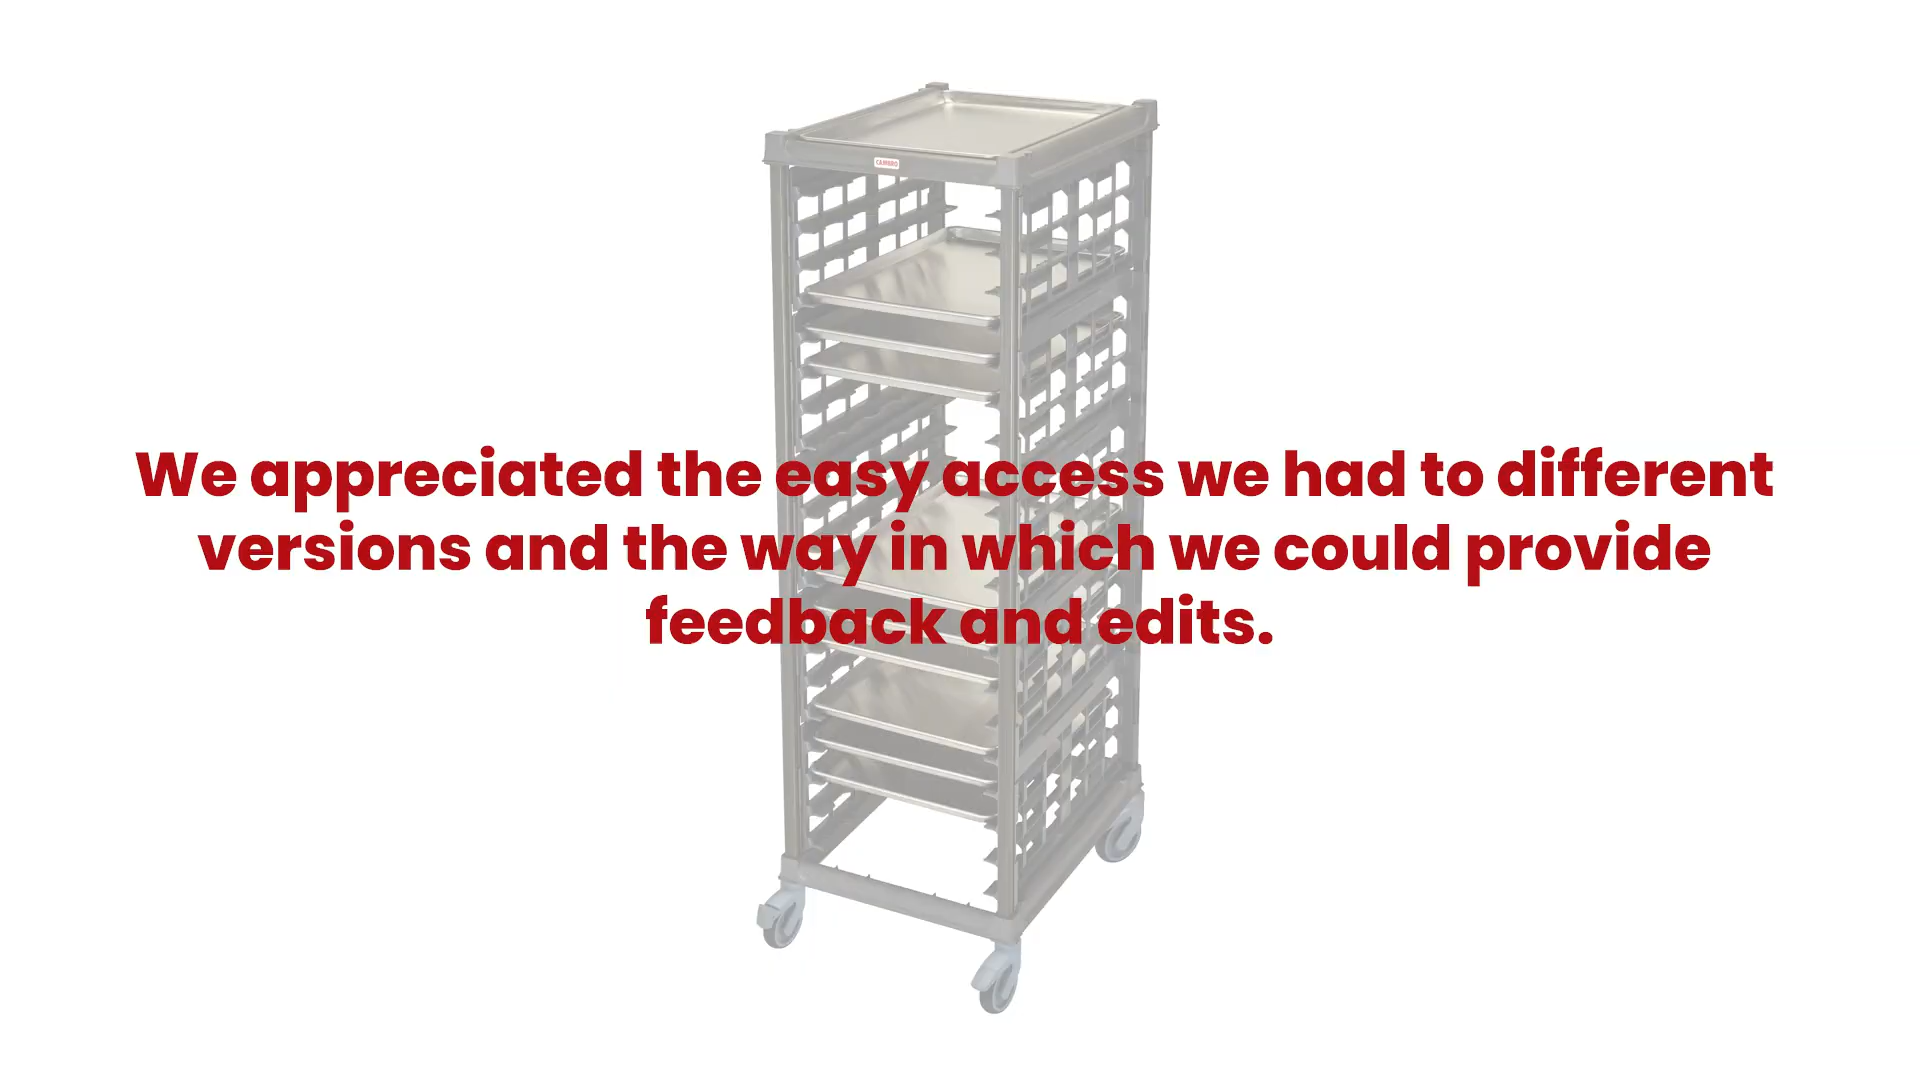 CAMBRO
We appreciated the easy access we had to different
versions and the way in which we could provide
feedback and edits.